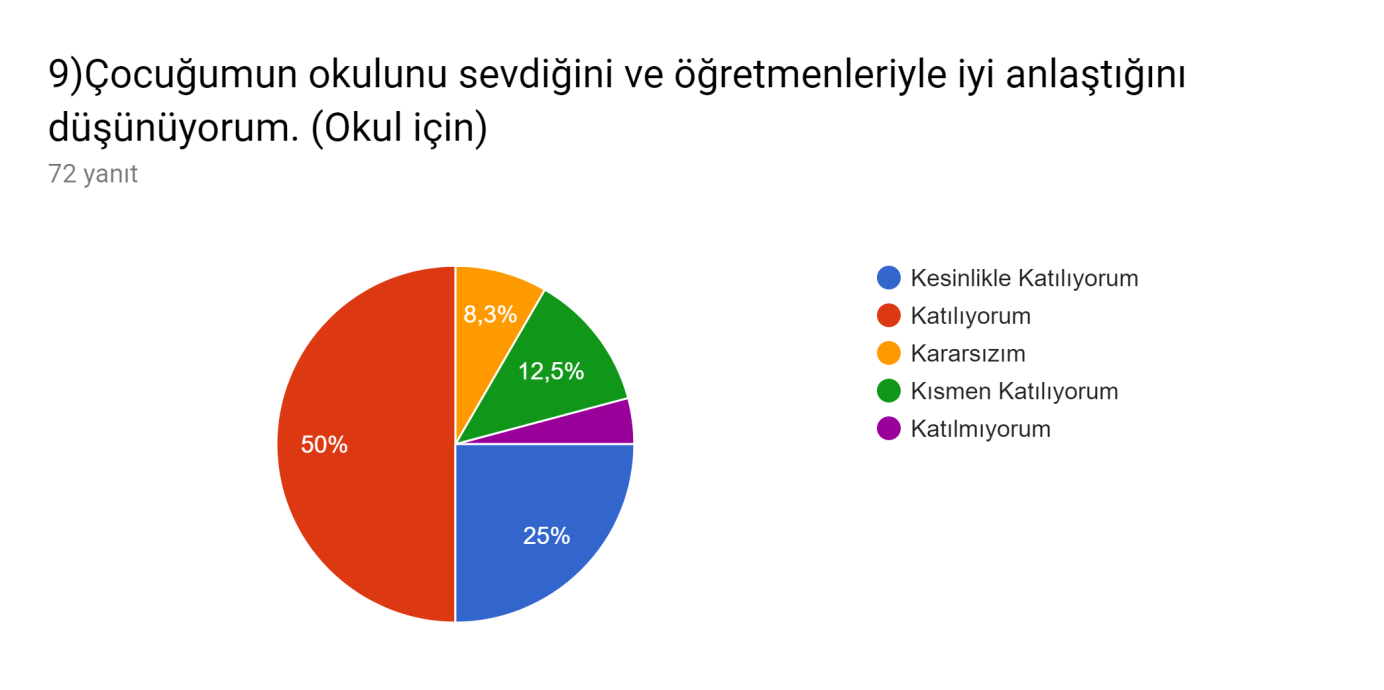 9)Çocuğumun okulunu sevdiğini ve öğretmenleriyle iyi anlaştığını
düşünüyorum. (Okul için)
72 yanıt
8,3%
12,5%
50%
25%
Kesinlikle Katılıyorum
Katılıyorum
Kararsızım
Kısmen Katılıyorum
Katılmıyorum